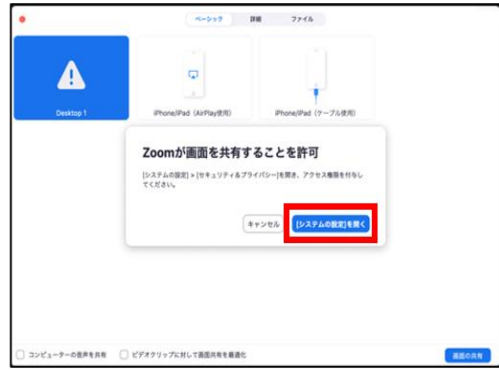 ベーシック 詳細 ファイル
Desktop 1
iPhone/iPad（AirPlay使用）
iPhone/iPad（ケーブル使用）
Zoomが画面を共有することを許可
[システムの設定] > [セキュリティ&プライバシー]を開き、アクセス権限を付与し
てください。
キャンセル
[システムの設定]を開く
コンピューターの音声を共有
ビデオクリップに対して画面共有を最適化
画面の共有